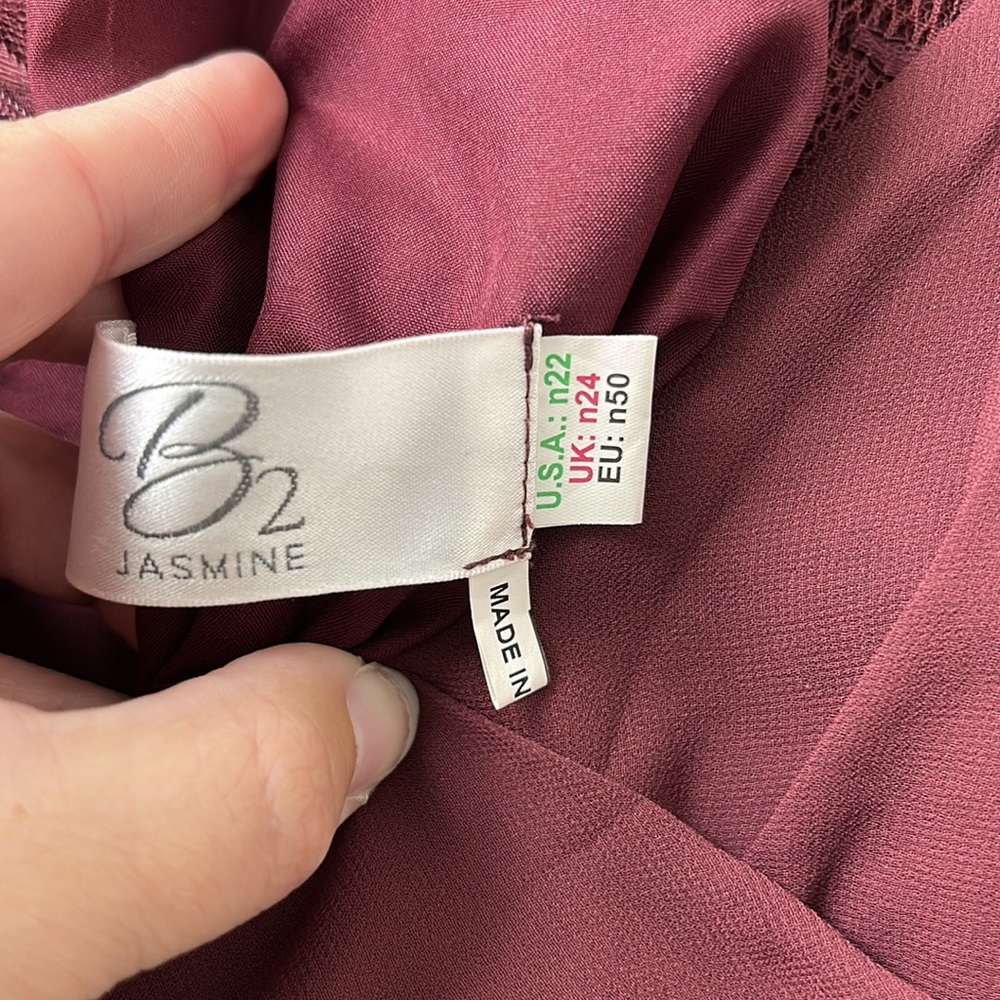 B2
JASMINE
U.S.A.: n22
UK: n24
EU: n50
MADE IN